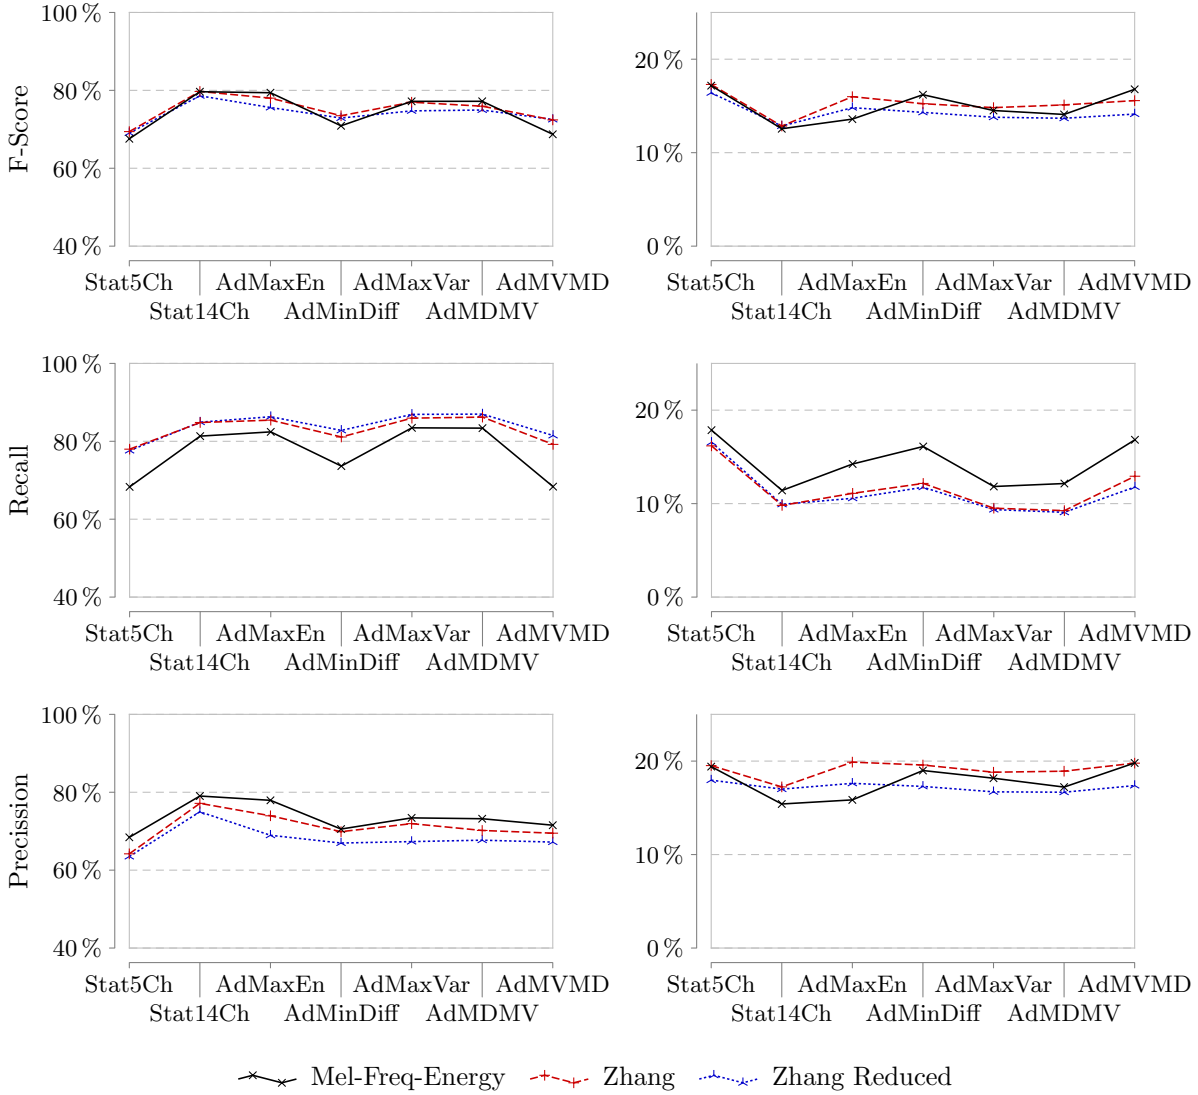 100 %
80 %
60 %
40 %
F-Score
20 %
10 %
0 %
Stat5Ch AdMaxEn AdMaxVar AdMVMD
Stat14Ch AdMinDiff AdMDMV
Stat5Ch AdMaxEn AdMaxVar AdMVMD
Stat14Ch AdMinDiff AdMDMV
100 %
80 %
60 %
40 %
Recall
20 %
10 %
0 %
Stat5Ch AdMaxEn AdMaxVar AdMVMD
Stat14Ch AdMinDiff AdMDMV
Stat5Ch AdMaxEn AdMaxVar AdMVMD
Stat14Ch AdMinDiff AdMDMV
100 %
80 %
60 %
40 %
Precission
20 %
10 %
0 %
Stat5Ch AdMaxEn AdMaxVar AdMVMD
Stat14Ch AdMinDiff AdMDMV
Stat5Ch AdMaxEn AdMaxVar AdMVMD
Stat14Ch AdMinDiff AdMDMV
Mel-Freq-Energy Zhang Zhang Reduced